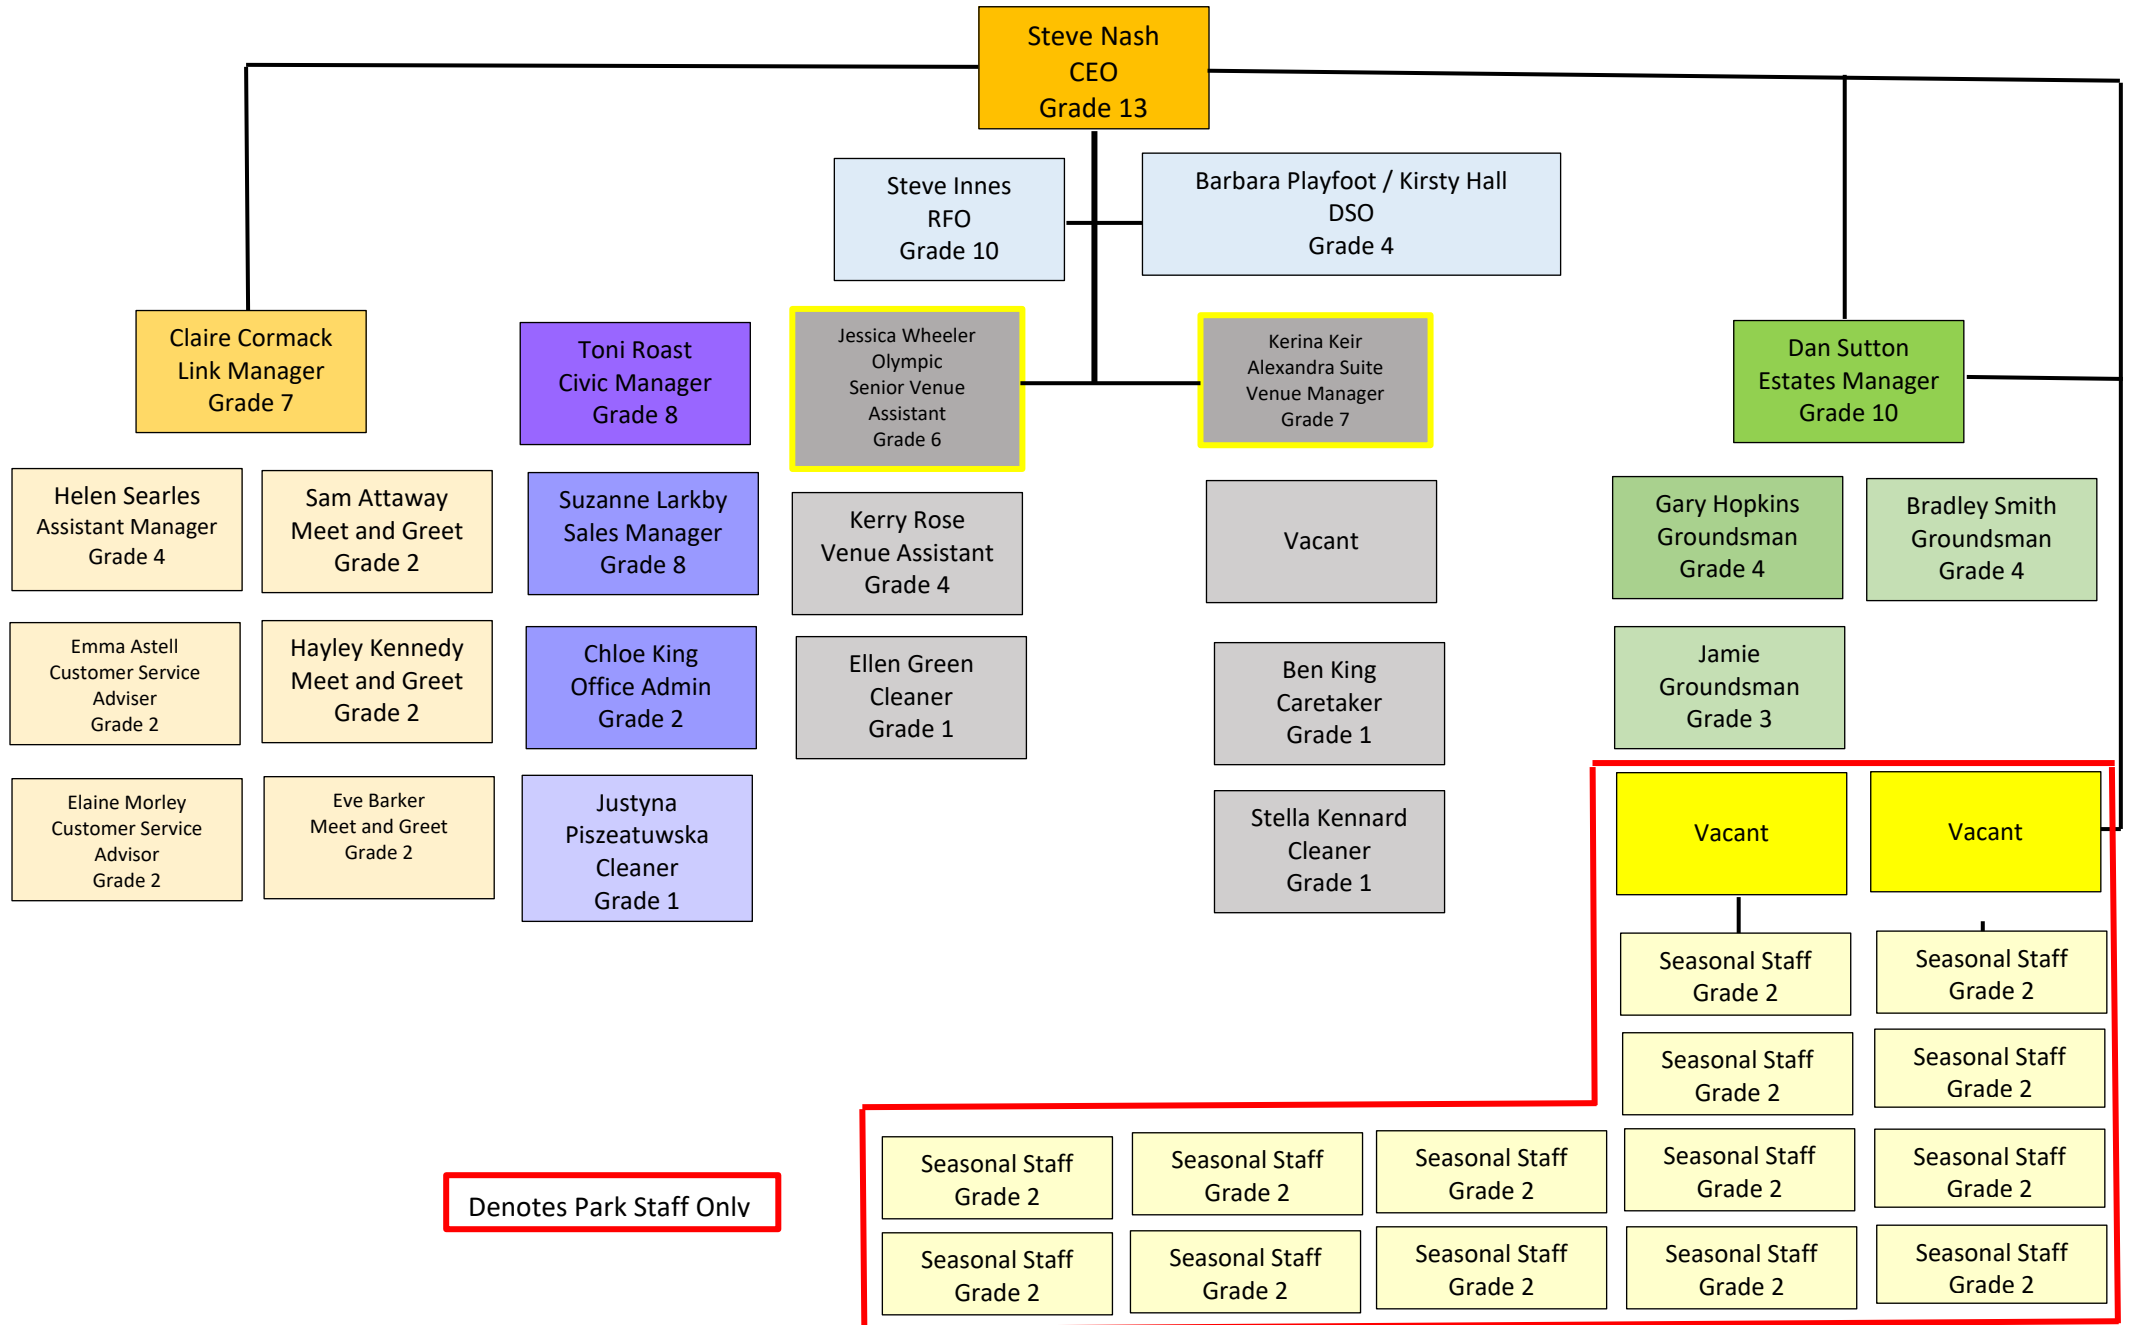 Steve Nash
CEO
Grade 13
Steve Innes
RFO
Grade 10
Barbara Playfoot / Kirsty Hall
DSO
Grade 4
Claire Cormack
Link Manager
Grade 7
Toni Roast
Civic Manager
Grade 8
Jessica Wheeler
Olympic
Senior Venue
Assistant
Grade 6
Kerina Keir
Alexandra Suite
Venue Manager
Grade 7
Dan Sutton
Estates Manager
Grade 10
Helen Searles
Assistant Manager
Grade 4
Sam Attaway
Meet and Greet
Grade 2
Suzanne Larkby
Sales Manager
Grade 8
Kerry Rose
Venue Assistant
Grade 4
Vacant
Gary Hopkins
Groundsman
Grade 4
Bradley Smith
Groundsman
Grade 4
Emma Astell
Customer Service
Adviser
Grade 2
Hayley Kennedy
Meet and Greet
Grade 2
Chloe King
Office Admin
Grade 2
Ellen Green
Cleaner
Grade 1
Ben King
Caretaker
Grade 1
Jamie
Groundsman
Grade 3
Elaine Morley
Customer Service
Advisor
Grade 2
Eve Barker
Meet and Greet
Grade 2
Justyna
Piszeatuwska
Cleaner
Grade 1
Stella Kennard
Cleaner
Grade 1
Vacant
Vacant
Seasonal Staff
Grade 2
Seasonal Staff
Grade 2
Seasonal Staff
Grade 2
Seasonal Staff
Grade 2
Seasonal Staff
Grade 2
Seasonal Staff
Grade 2
Seasonal Staff
Grade 2
Seasonal Staff
Grade 2
Seasonal Staff
Grade 2
Denotes Park Staff Only
Seasonal Staff
Grade 2
Seasonal Staff
Grade 2
Seasonal Staff
Grade 2
Seasonal Staff
Grade 2
Seasonal Staff
Grade 2